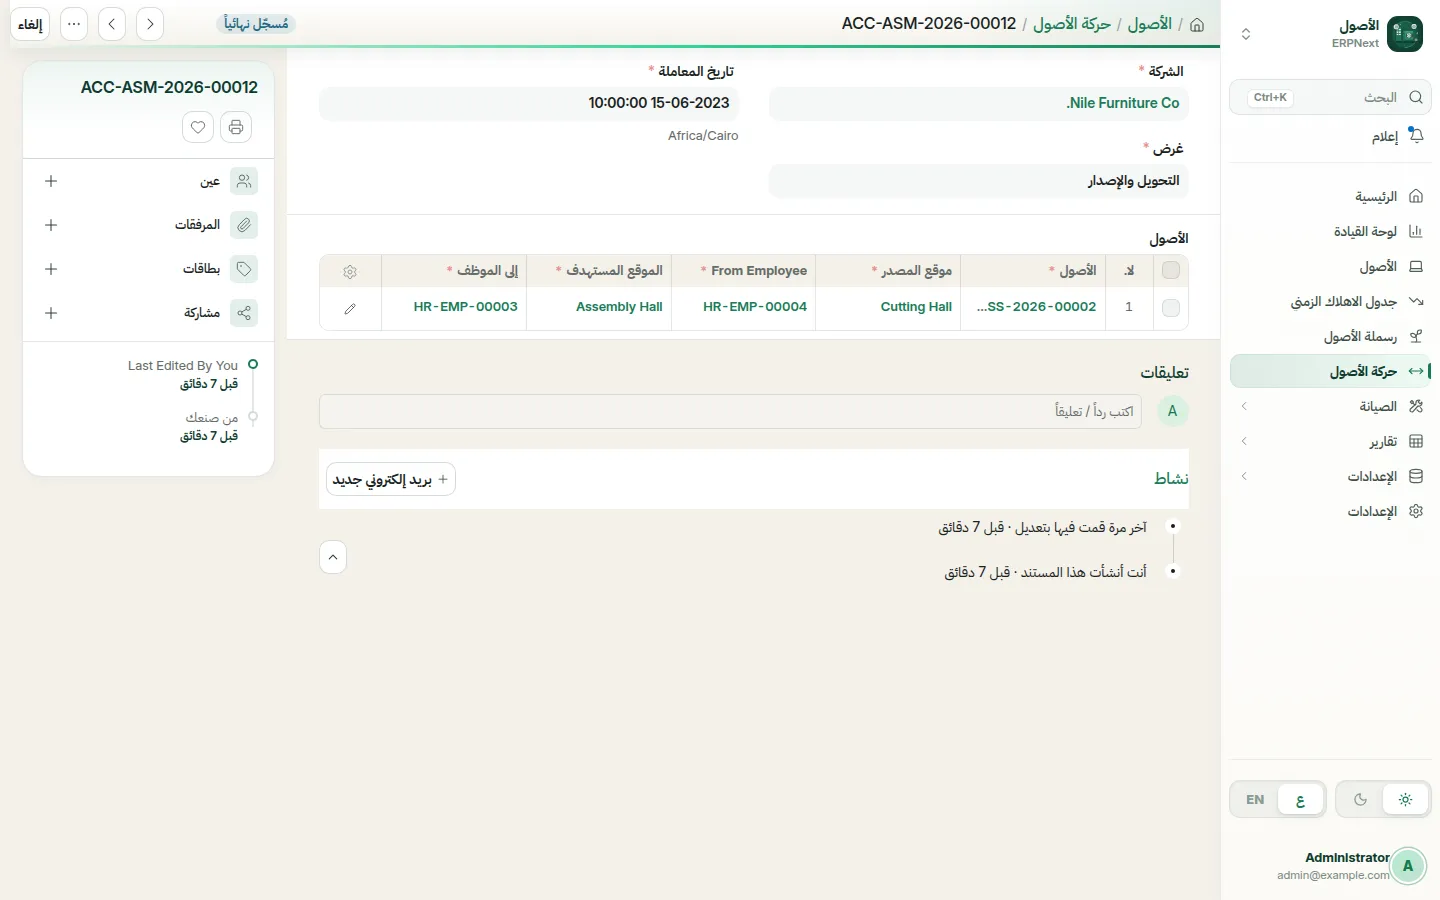 الأصول
ERPNext
البحث
Ctrl+K
إعلام
الرئيسية
لوحة القيادة
الأصول
جدول الاهلاك الزمني
رسملة الأصول
حركة الأصول
الصيانة
تقارير
الإعدادات
الإعدادات
ع
EN
Administrator
admin@example.com
A
الأصول / حركة الأصول / ACC-ASM-2026-00012
مُسجّل نهائياً
إلغاء
الشركة *
Nile Furniture Co.
غرض *
التحويل والإصدار
تاريخ المعاملة *
15-06-2023 10:00:00
Africa/Cairo
الأصول
لا. الأصول * موقع المصدر * From Employee * الموقع المستهدف * إلى الموظف *
1 ...SS-2026-00002 Cutting Hall HR-EMP-00004 Assembly Hall HR-EMP-00003
تعليقات
A
اكتب رداً / تعليقاً
نشاط
+ بريد إلكتروني جديد
آخر مرة قمت فيها بتعديل · قبل 7 دقائق
أنت أنشأت هذا المستند · قبل 7 دقائق
ACC-ASM-2026-00012
عين
المرفقات
بطاقات
مشاركة
Last Edited By You
قبل 7 دقائق
من صنعك
قبل 7 دقائق